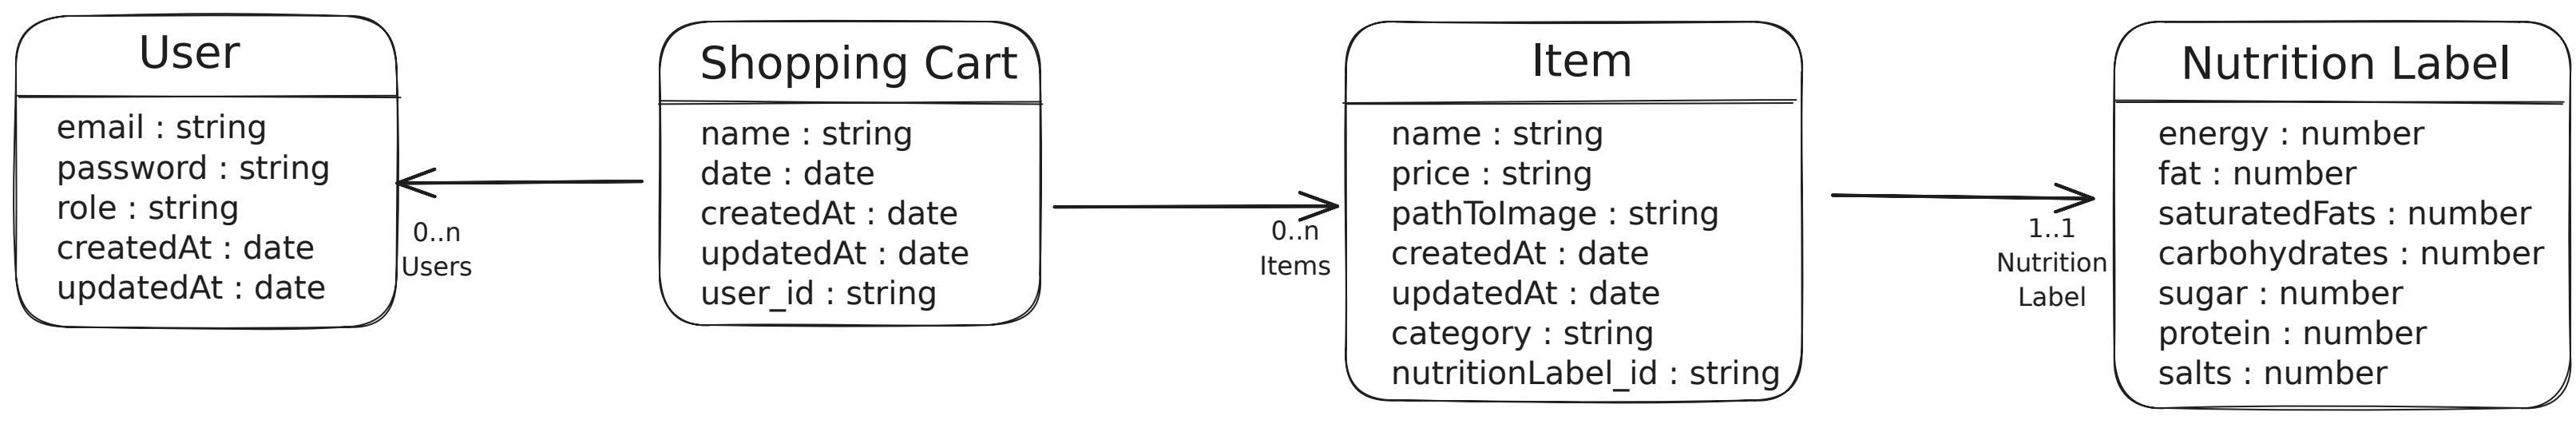 User
email : string
password : string
role : string
createdAt : date
updatedAt : date
0..n
Users
Shopping Cart
name : string
date : date
createdAt : date
updatedAt : date
user_id : string
0..n
Items
Item
name : string
price : string
pathToImage : string
createdAt : date
updatedAt : date
category : string
nutritionLabel_id : string
1..1
Nutrition
Label
Nutrition Label
energy : number
fat : number
saturatedFats : number
carbohydrates : number
sugar : number
protein : number
salts : number